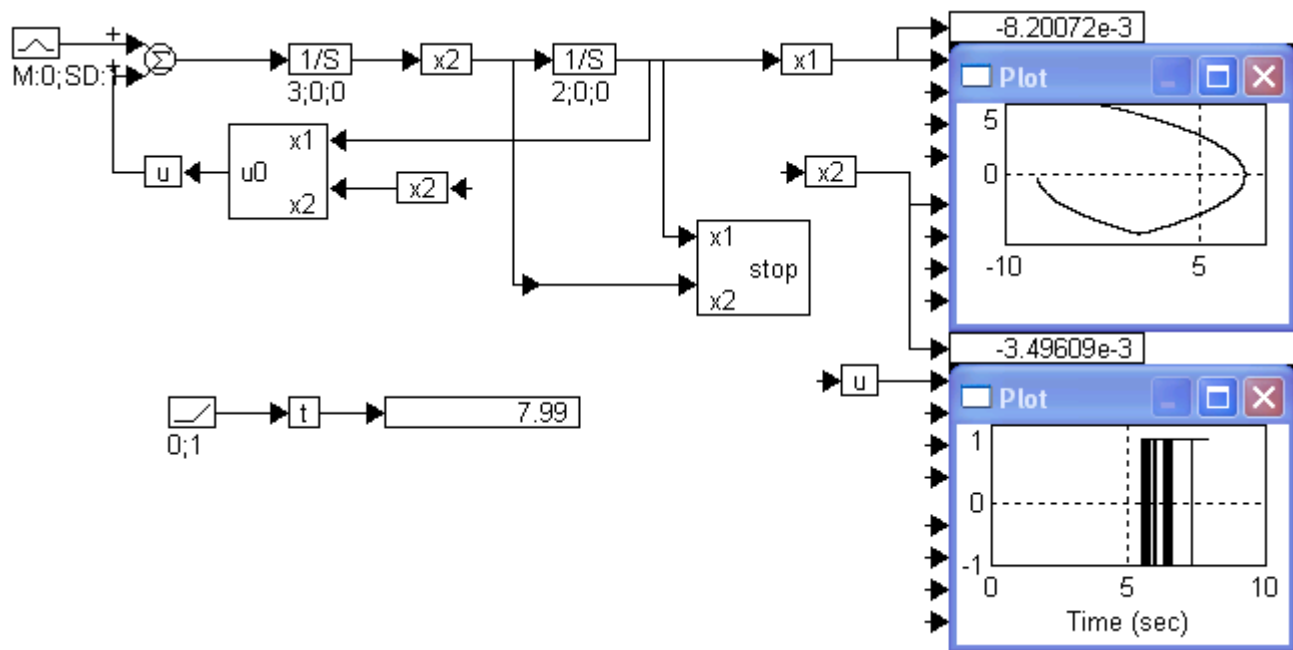 -8.20072e-3
+
Σ
+
M:0;SD:1
1/S
3;0;0
x2
1/S
2;0;0
x1
Plot
5
0
-10
5
u
x1
u0
x2
x2
x2
x1
stop
x2
-3.49609e-3
u
Plot
1
0
-1
0
5
10
Time (sec)
0;1
t
7.99